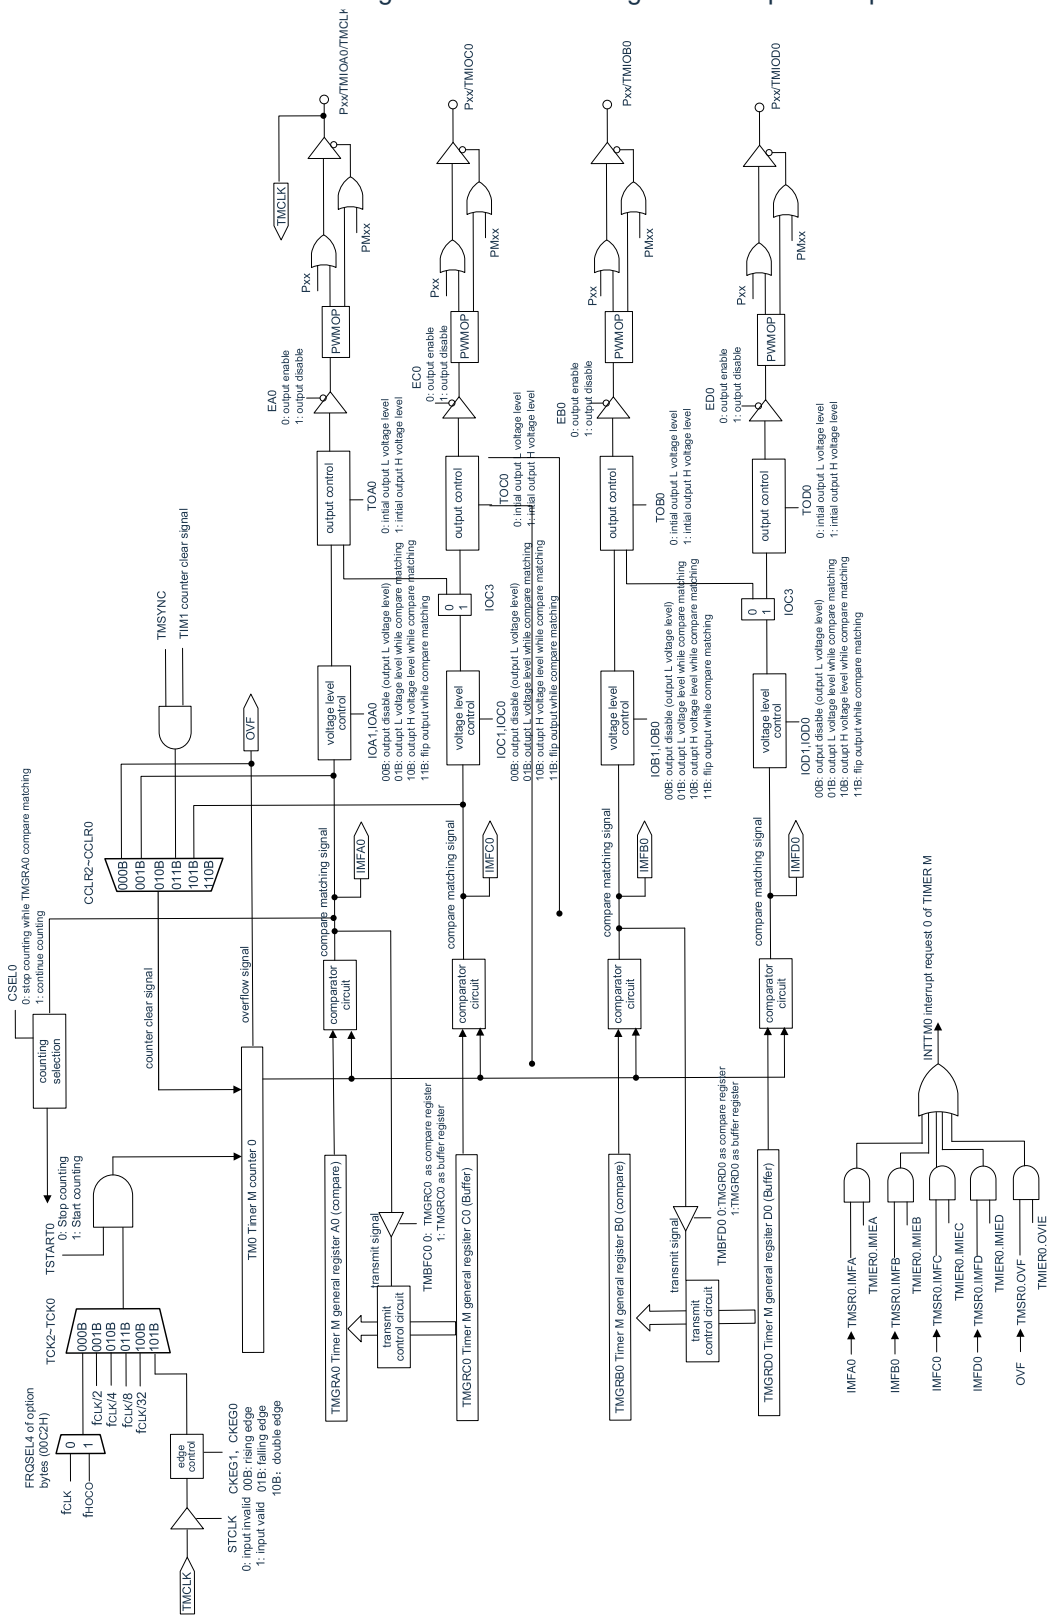 FRQSEL4 of option
bytes (00C2H)
fCLK
fHOCO
0
1
TCK2~TCK0
000B
001B
010B
011B
100B
101B
fCLK/2
fCLK/4
fCLK/8
fCLK/32
TMCLK
STCLK
0: input invalid
1: input valid
edge
control
CKEG1，CKEG0
00B: rising edge
01B: falling edge
10B：double edge
TSTART0
0: Stop counting
1: Start counting
CSEL0
0: stop counting wihle TMGRA0 compare matching
1: continue counting
counting
selection
counter clear signal
overflow signal
TM0 Timer M counter 0
CCLR2~CCLR0
000B
001B
010B
011B
101B
110B
OVF
TMSYNC
TIM1 counter clear signal
TMGRA0 Timer M general register A0 (compare)
transmit signal
transmit
control circuit
TMBFC0 0: TMGRC0 as compare register
1: TMGRC0 as buffer register
TMGRC0 Timer M general regsiter C0 (Buffer)
comparator
circuit
compare matching signal
IMFA0
comparator
circuit
compare matching signal
IMFC0
voltage level
control
IOA1,IOA0
00B: output disable (output L voltage level)
01B: outupt L voltage level while compare matching
10B: outupt H voltage level while compare matching
11B: flip output while compare matching
voltage level
control
IOC1,IOC0
00B: output disable (output L voltage level)
01B: outupt L voltage level while compare matching
10B: outupt H voltage level while compare matching
11B: flip output while compare matching
0
1
IOC3
output control
TOA0
0: intial output L voltage level
1: intial output H voltage level
output control
TOC0
0: intial output L voltage level
1: intial output H voltage level
EA0
0: output enable
1: output disable
PWMOP
Pxx
PMxx
TMCLK
Pxx/TMIOA0/TMCLK
EC0
0: output enable
1: output disable
PWMOP
Pxx
PMxx
Pxx/TMIOC0
TMGRB0 Timer M general register B0 (compare)
transmit signal
transmit
control circuit
TMBFD0 0:TMGRD0 as compare register
1:TMGRD0 as buffer register
TMGRD0 Timer M general regsiter D0 (Buffer)
comparator
circuit
compare matching signal
IMFB0
comparator
circuit
compare matching signal
IMFD0
voltage level
control
IOB1,IOB0
00B: output disable (output L voltage level)
01B: outupt L voltage level while compare matching
10B: outupt H voltage level while compare matching
11B: flip output while compare matching
voltage level
control
IOD1,IOD0
00B: output disable (output L voltage level)
01B: outupt L voltage level while compare matching
10B: outupt H voltage level while compare matching
11B: flip output while compare matching
0
1
IOC3
output control
TOB0
0: intial output L voltage level
1: intial output H voltage level
output control
TOD0
0: intial output L voltage level
1: intial output H voltage level
EB0
0: output enable
1: output disable
PWMOP
Pxx
PMxx
Pxx/TMIOB0
ED0
0: output enable
1: output disable
PWMOP
Pxx
PMxx
Pxx/TMIOD0
IMFA0
TMSR0.IMFA
TMIER0.IMIEA
IMFB0
TMSR0.IMFB
TMIER0.IMIEB
IMFC0
TMSR0.IMFC
TMIER0.IMIEC
IMFD0
TMSR0.IMFD
TMIER0.IMIED
OVF
TMSR0.OVF
TMIER0.OVIE
INTTM0 interrupt request 0 of TIMER M